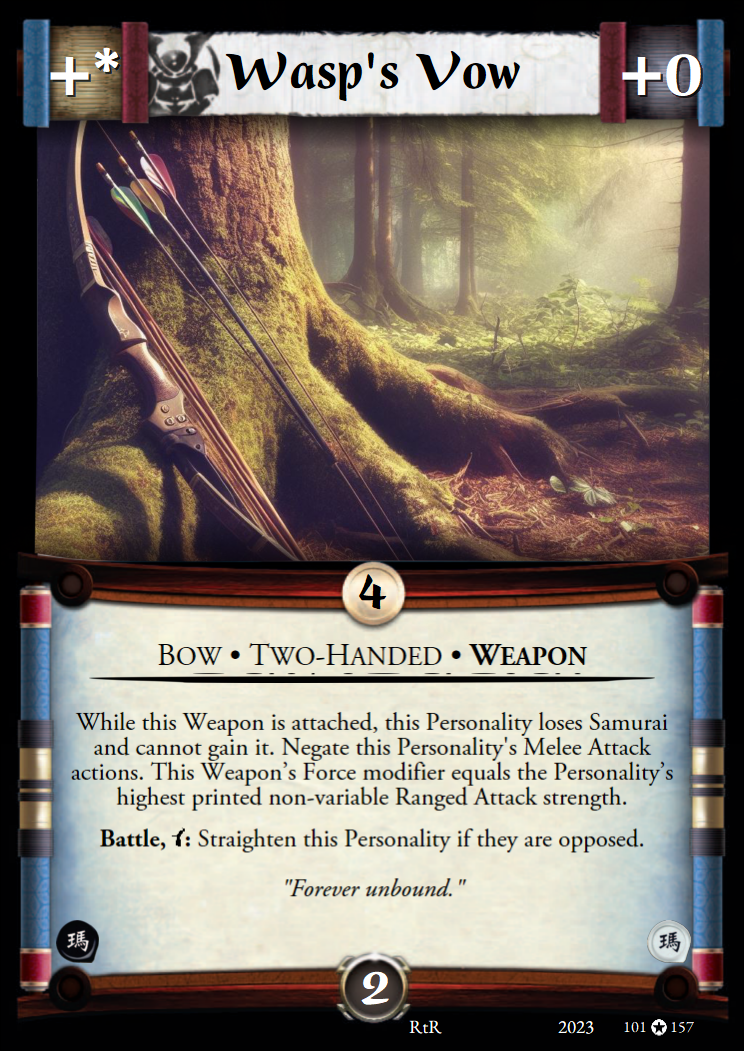 +* Wasp's Vow +0
4
Bow • Two-Handed • Weapon
While this Weapon is attached, this Personality loses Samurai
and cannot gain it. Negate this Personality's Melee Attack
actions. This Weapon’s Force modifier equals the Personality’s
highest printed non-variable Ranged Attack strength.
Battle, : Straighten this Personality if they are opposed.
"Forever unbound."
瑪 瑪
2
RtR 2023 101 157